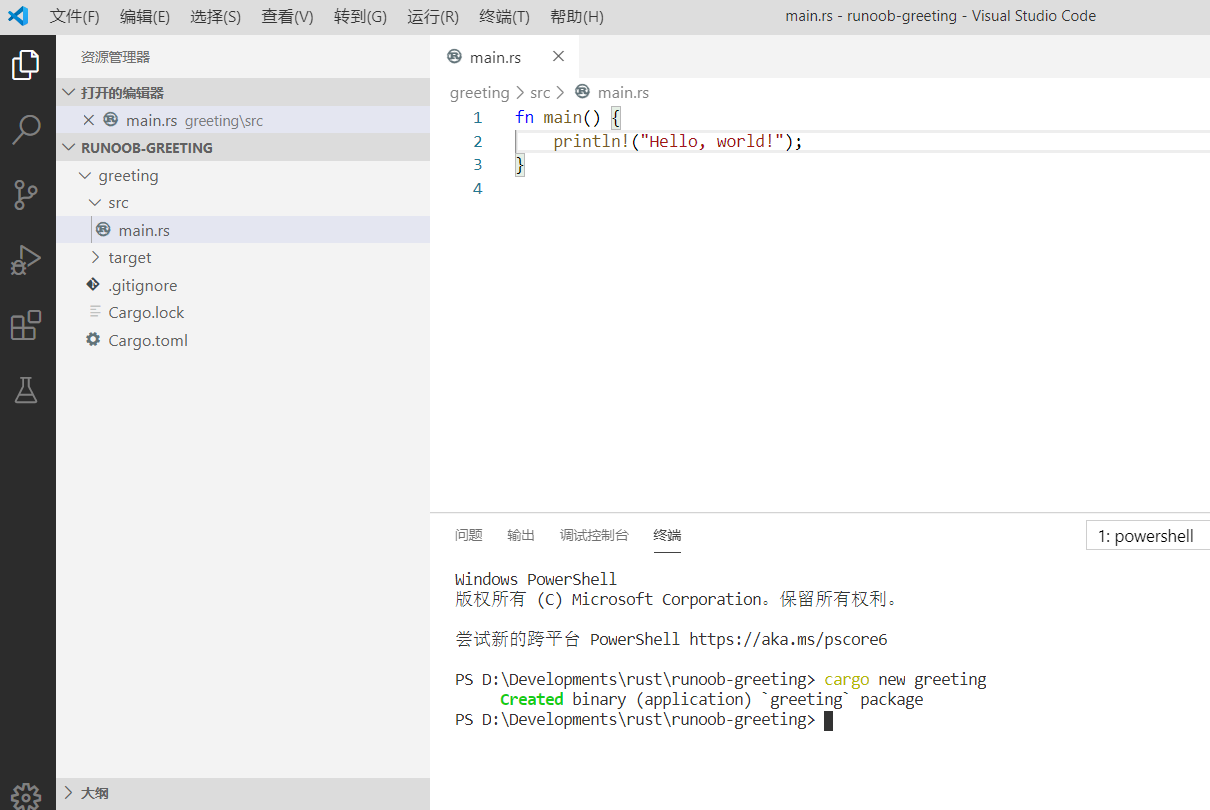 文件(F) 编辑(E) 选择(S) 查看(V) 转到(G) 运行(R) 终端(T) 帮助(H) main.rs - runoob-greeting - Visual Studio Code
资源管理器
打开的编辑器
main.rs greeting\src
RUNOOB-GREETING
greeting
src
main.rs
target
.gitignore
Cargo.lock
Cargo.toml
大纲
main.rs
greeting > src > main.rs
1 fn main() {
2 println!("Hello, world!");
3 }
4
问题 输出 调试控制台 终端 1: powershell
Windows PowerShell
版权所有 (C) Microsoft Corporation。保留所有权利。
尝试新的跨平台 PowerShell https://aka.ms/pscore6
PS D:\Developments\rust\runoob-greeting> cargo new greeting
Created binary (application) `greeting` package
PS D:\Developments\rust\runoob-greeting>